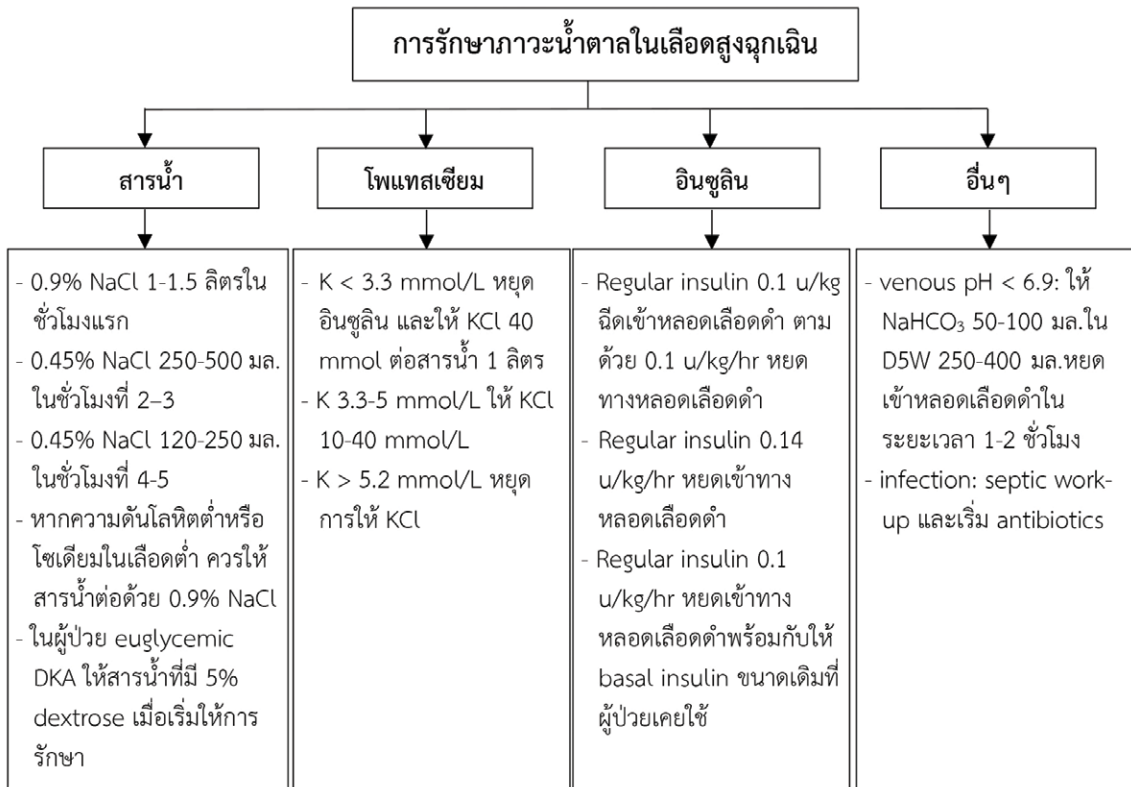 การรักษาภาวะน้ำตาลในเลือดสูงฉุกเฉิน
สารน้ำ
- 0.9% NaCl 1-1.5 ลิตรใน
ชั่วโมงแรก
- 0.45% NaCl 250-500 มล.
ในชั่วโมงที่ 2–3
- 0.45% NaCl 120-250 มล.
ในชั่วโมงที่ 4-5
- หากความดันโลหิตต่ำหรือ
โซเดียมในเลือดต่ำ ควรให้
สารน้ำต่อด้วย 0.9% NaCl
- ในผู้ป่วย euglycemic
DKA ให้สารน้ำที่มี 5%
dextrose เมื่อเริ่มให้การ
รักษา
โพแทสเซียม
- K < 3.3 mmol/L หยุด
อินซูลิน และให้ KCl 40
mmol ต่อสารน้ำ 1 ลิตร
- K 3.3-5 mmol/L ให้ KCl
10-40 mmol/L
- K > 5.2 mmol/L หยุด
การให้ KCl
อินซูลิน
- Regular insulin 0.1 u/kg
ฉีดเข้าหลอดเลือดดำ ตาม
ด้วย 0.1 u/kg/hr หยด
ทางหลอดเลือดดำ
- Regular insulin 0.14
u/kg/hr หยดเข้าทาง
หลอดเลือดดำ
- Regular insulin 0.1
u/kg/hr หยดเข้าทาง
หลอดเลือดดำพร้อมกับให้
basal insulin ขนาดเดิมที่
ผู้ป่วยเคยใช้
อื่นๆ
- venous pH < 6.9: ให้
NaHCO₃ 50-100 มล.ใน
D5W 250-400 มล.หยด
เข้าหลอดเลือดดำใน
ระยะเวลา 1-2 ชั่วโมง
- infection: septic work-
up และเริ่ม antibiotics